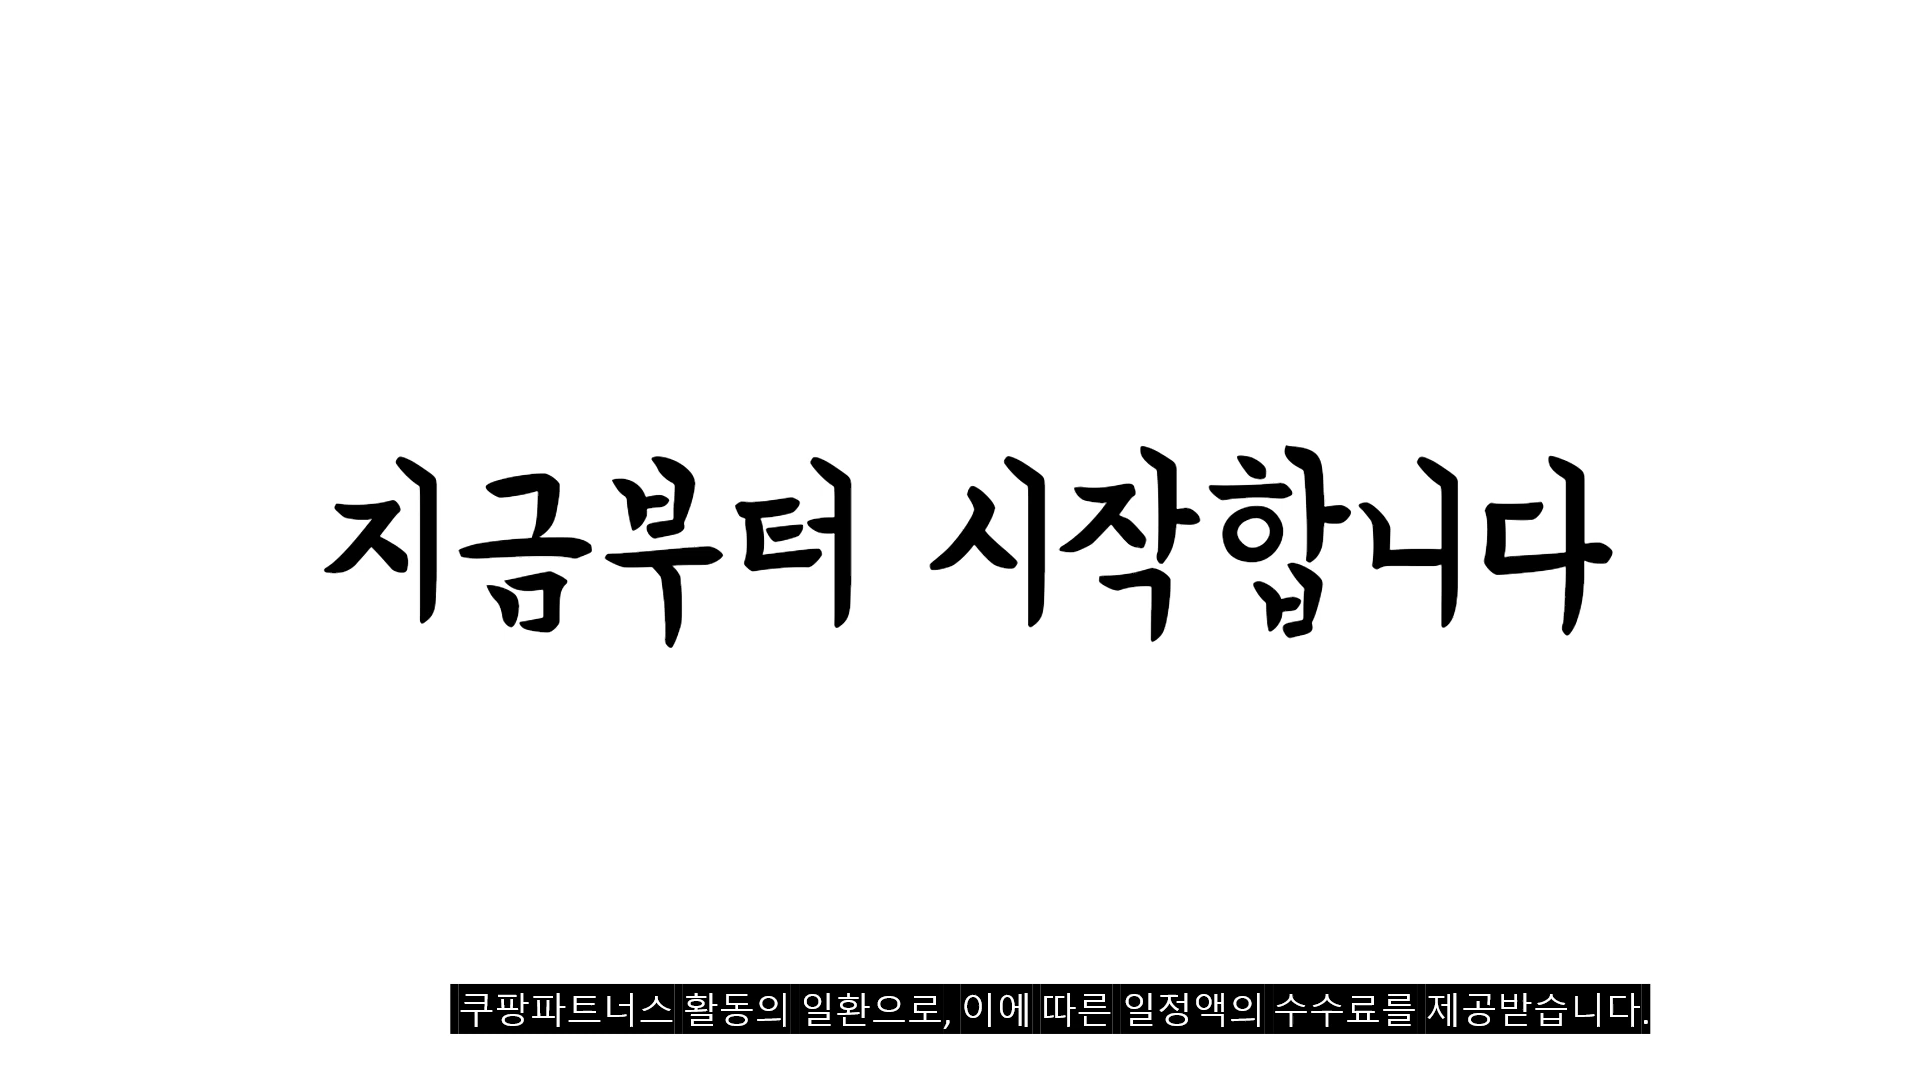 지금부터 시작합니다
쿠팡파트너스 활동의 일환으로, 이에 따른 일정액의 수수료를 제공받습니다.